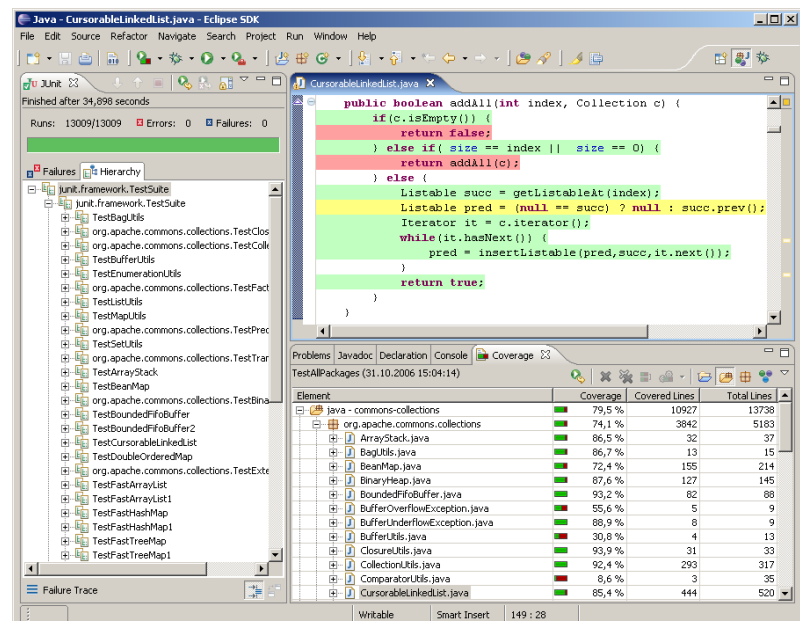 Java - CursorableLinkedList.java - Eclipse SDK
File Edit Source Refactor Navigate Search Project Run Window Help
JUnit
Finished after 34,898 seconds
Runs: 13009/13009 Errors: 0 Failures: 0
Failures Hierarchy
junit.framework.TestSuite
junit.framework.TestSuite
TestBagUtils
org.apache.commons.collections.TestClos
org.apache.commons.collections.TestColle
TestBufferUtils
TestEnumerationUtils
org.apache.commons.collections.TestFact
TestListUtils
TestMapUtils
org.apache.commons.collections.TestPrec
TestSetUtils
org.apache.commons.collections.TestTran
TestArrayStack
TestBeanMap
org.apache.commons.collections.TestBina
TestBoundedFifoBuffer
TestBoundedFifoBuffer2
TestCursorableLinkedList
TestDoubleOrderedMap
org.apache.commons.collections.TestExte
TestFastArrayList
TestFastArrayList1
TestFastHashMap
TestFastHashMap1
TestFastTreeMap
TestFastTreeMap1
Failure Trace
CursorableLinkedList.java
public boolean addAll(int index, Collection c) {
if(c.isEmpty()) {
return false;
} else if( size == index || size == 0) {
return addAll(c);
} else {
Listable succ = getListableAt(index);
Listable pred = (null == succ) ? null : succ.prev();
Iterator it = c.iterator();
while(it.hasNext()) {
pred = insertListable(pred,succ,it.next());
}
return true;
}
}
Problems Javadoc Declaration Console Coverage
TestAllPackages (31.10.2006 15:04:14)
Element Coverage Covered Lines Total Lines
java - commons-collections 79,5 % 10927 13738
org.apache.commons.collections 74,1 % 3842 5183
ArrayStack.java 86,5 % 32 37
BagUtils.java 86,7 % 13 15
BeanMap.java 72,4 % 155 214
BinaryHeap.java 87,6 % 127 145
BoundedFifoBuffer.java 93,2 % 82 88
BufferOverflowException.java 55,6 % 5 9
BufferUnderflowException.java 88,9 % 8 9
BufferUtils.java 30,8 % 4 13
ClosureUtils.java 93,9 % 31 33
CollectionUtils.java 92,4 % 293 317
ComparatorUtils.java 8,6 % 3 35
CursorableLinkedList.java 85,4 % 444 520
Writable Smart Insert 149 : 28